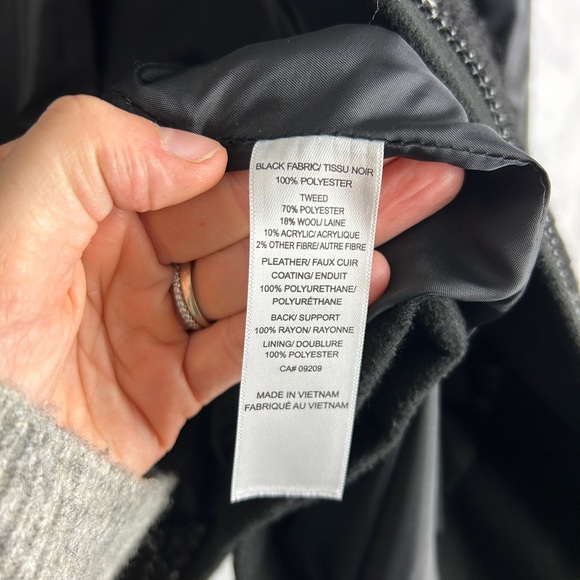 BLACK FABRIC/ TISSU NOIR
100% POLYESTER
TWEED
70% POLYESTER
18% WOOL/ LAINE
10% ACRYLIC/ ACRYLIQUE
2% OTHER FIBRE/ AUTRE FIBRE
PLEATHER/ FAUX CUIR
COATING/ ENDUIT
100% POLYURETHANE/
POLYURÉTHANE
BACK/ SUPPORT
100% RAYON/ RAYONNE
LINING/ DOUBLURE
100% POLYESTER
CA# 09209
MADE IN VIETNAM
FABRIQUÉ AU VIETNAM